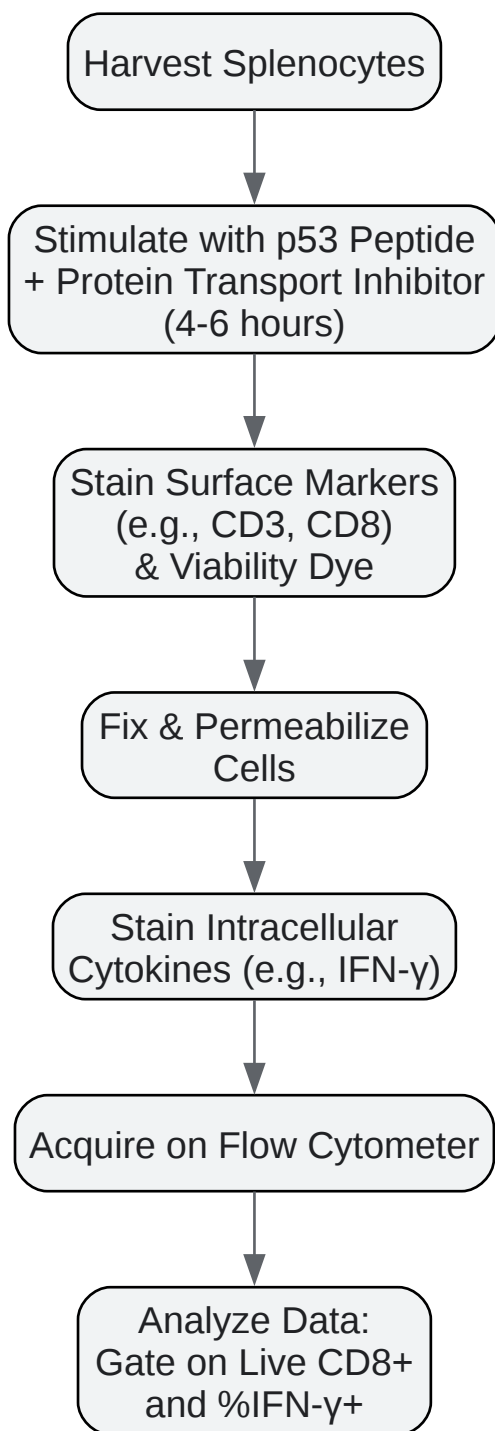 Harvest Splenocytes
Stimulate with p53 Peptide
+ Protein Transport Inhibitor
(4-6 hours)
Stain Surface Markers
(e.g., CD3, CD8)
& Viability Dye
Fix & Permeabilize
Cells
Stain Intracellular
Cytokines (e.g., IFN-γ)
Acquire on Flow Cytometer
Analyze Data:
Gate on Live CD8+
and %IFN-γ+